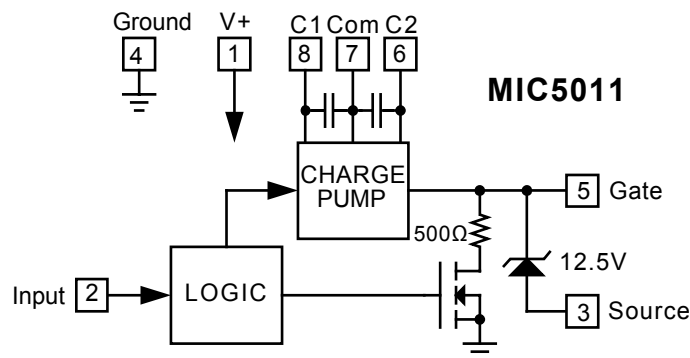 Ground V+ C1 Com C2
4 1 8 7 6
MIC5011
CHARGE
PUMP
5 Gate
500Ω
12.5V
Input 2 LOGIC
3 Source